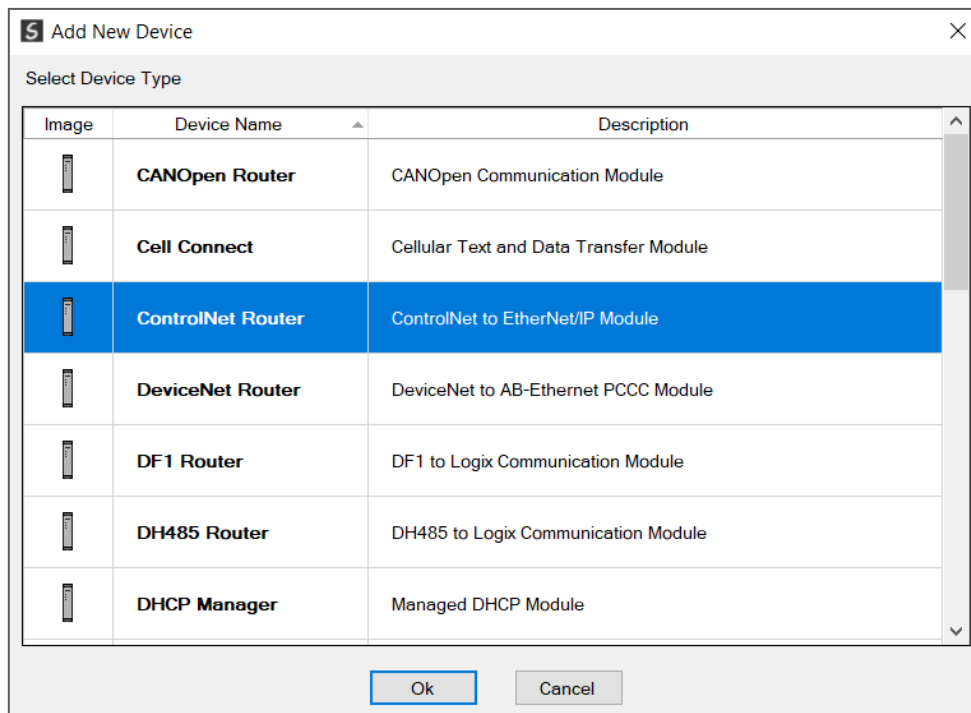 Add New Device
Select Device Type
Image Device Name Description
CANOpen Router CANOpen Communication Module
Cell Connect Cellular Text and Data Transfer Module
ControlNet Router ControlNet to EtherNet/IP Module
DeviceNet Router DeviceNet to AB-Ethernet PCCC Module
DF1 Router DF1 to Logix Communication Module
DH485 Router DH485 to Logix Communication Module
DHCP Manager Managed DHCP Module
Ok Cancel